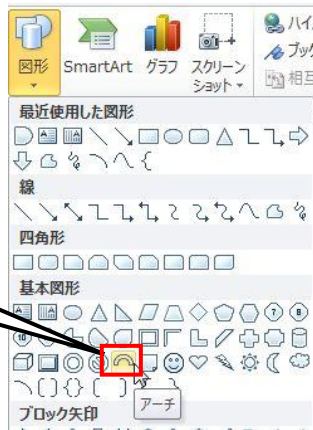 ハイ
ブック
相互
図形 SmartArt グラフ スクリーン
ショット
最近使用した図形
線
四角形
基本図形
アーチ
ブロック矢印